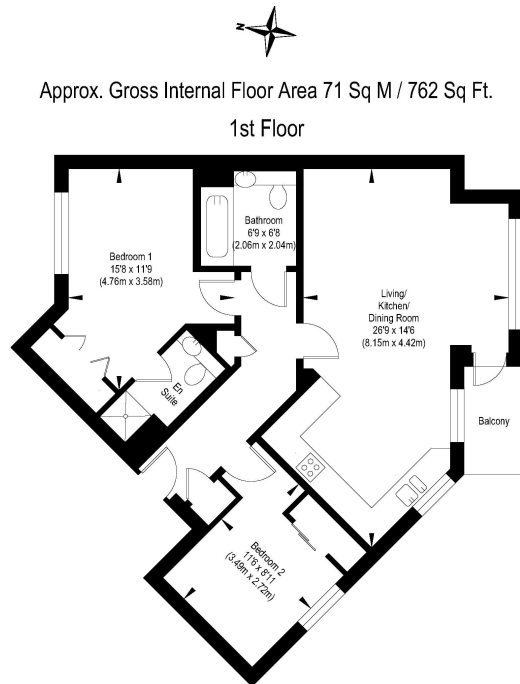 N
Approx. Gross Internal Floor Area 71 Sq M / 762 Sq Ft.
1st Floor
Bathroom
6'9 x 6'8
(2.06m x 2.04m)
Bedroom 1
15'8 x 11'9
(4.76m x 3.58m)
Living/
Kitchen/
Dining Room
26'9 x 14'6
(8.15m x 4.42m)
En
Suite
Balcony
Bedroom 2
11'6 x 8'11
(3.49m x 2.72m)